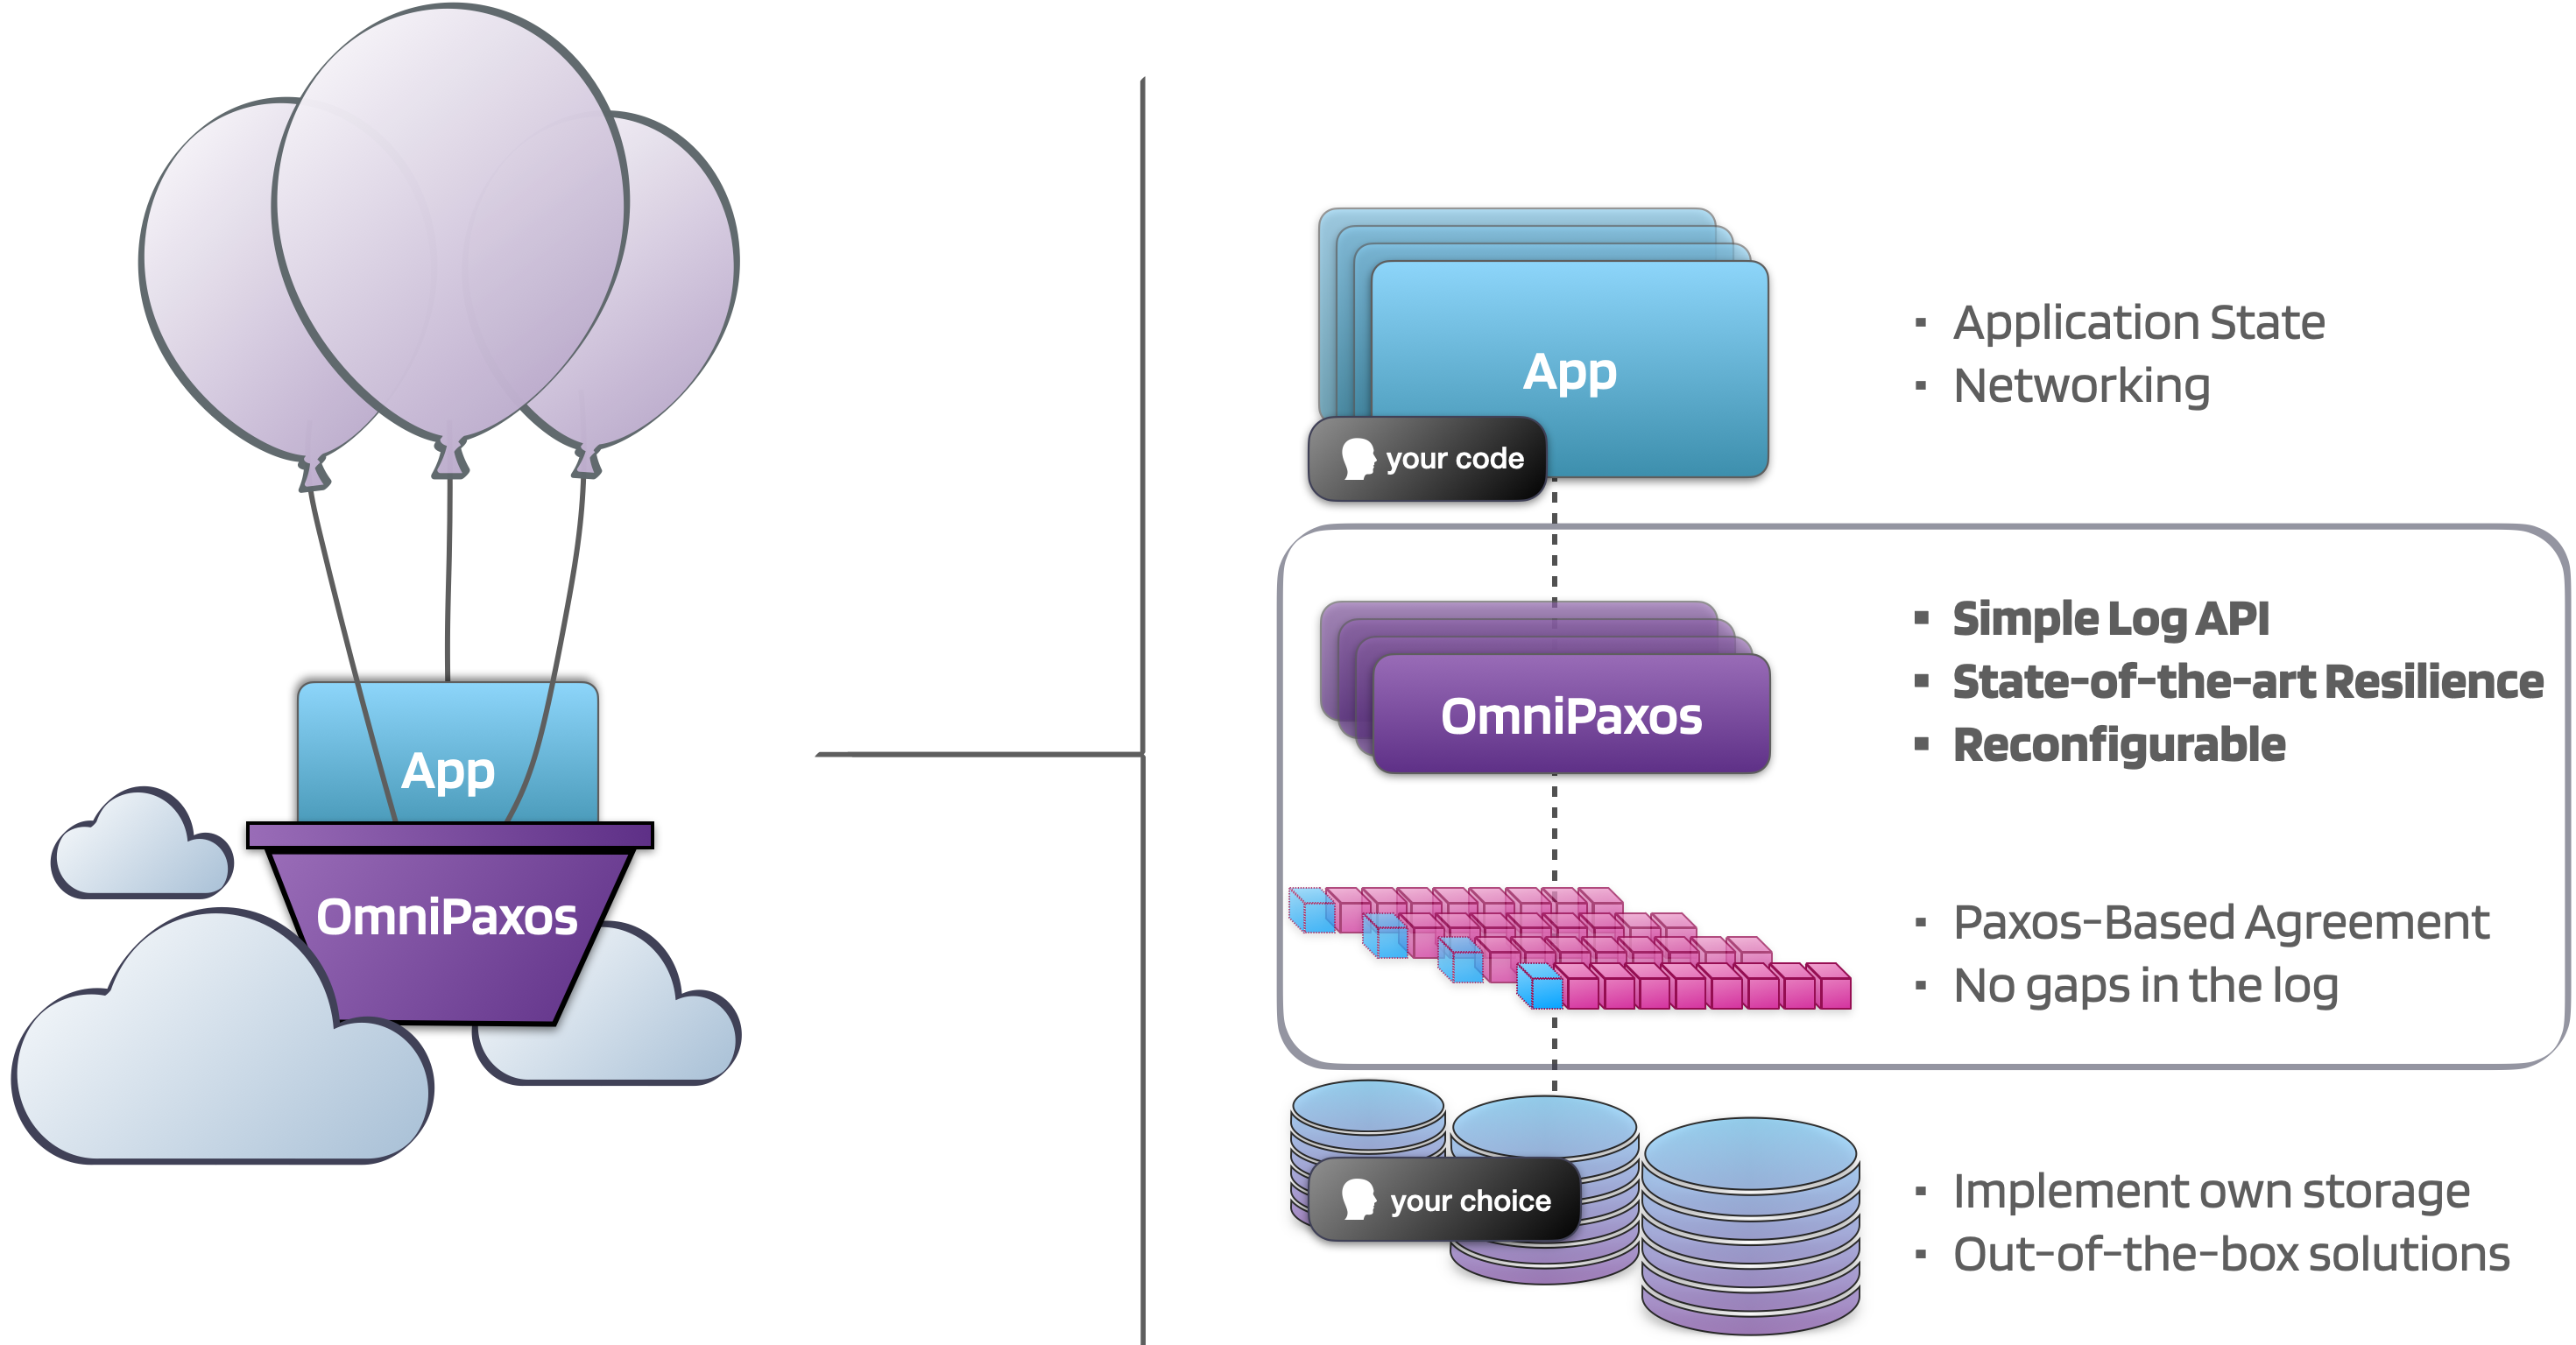 App
OmniPaxos
App
your code
▪ Application State
▪ Networking
OmniPaxos
▪ Simple Log API
▪ State-of-the-art Resilience
▪ Reconfigurable
▪ Paxos-Based Agreement
▪ No gaps in the log
your choice
▪ Implement own storage
▪ Out-of-the-box solutions